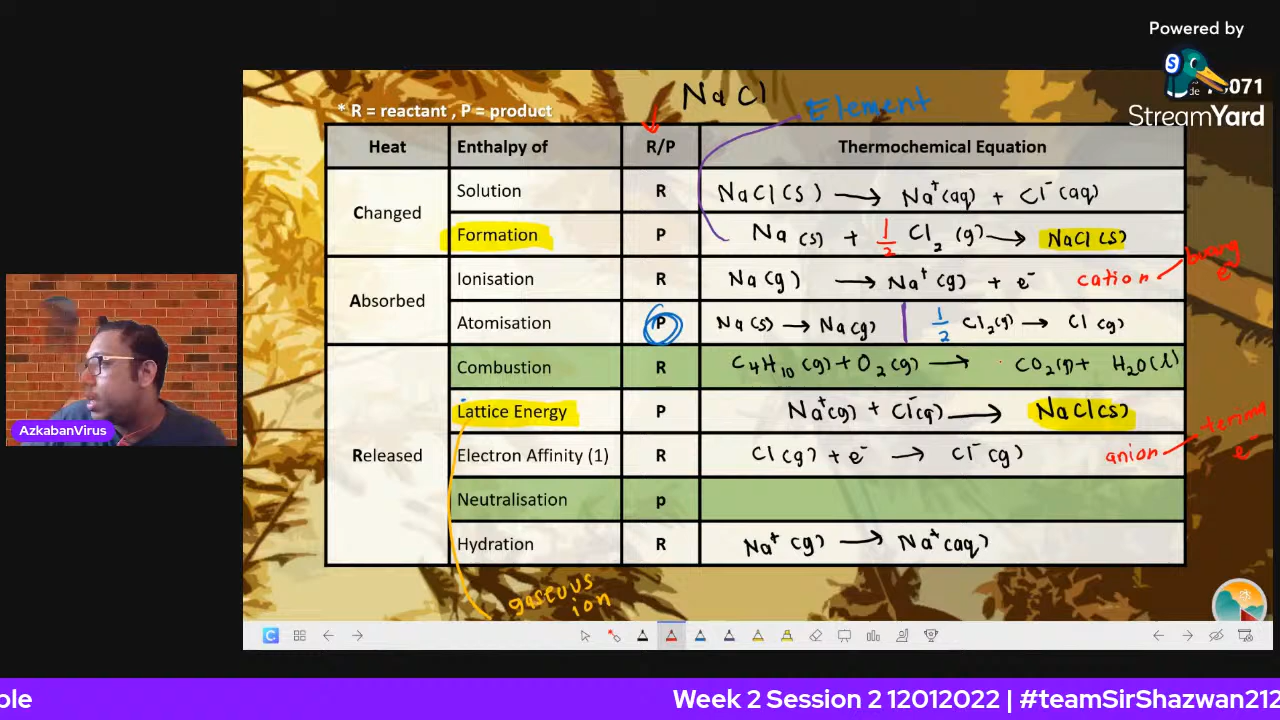 Powered by
StreamYard
071
* R = reactant , P = product
NaCl
Element
Heat Enthalpy of R/P Thermochemical Equation
Changed
Solution R NaCl(s) → Na⁺(aq) + Cl⁻(aq)
Formation P Na (s) + 1/2 Cl₂ (g) → NaCl(s)
Absorbed
Ionisation R Na(g) → Na⁺(g) + e⁻ cation buang e⁻
Atomisation P Na(s) → Na(g) | 1/2 Cl₂(g) → Cl (g)
Released
Combustion R C₄H₁₀(g) + O₂(g) → CO₂(g) + H₂O(l)
Lattice Energy P Na⁺(g) + Cl⁻(g) → NaCl(s)
Electron Affinity (1) R Cl(g) + e⁻ → Cl⁻(g) anion terima e⁻
Neutralisation p
Hydration R Na⁺ (g) → Na⁺(aq)
gaseous
ion
AzkabanVirus
ple
Week 2 Session 2 12012022 | #teamSirShazwan212